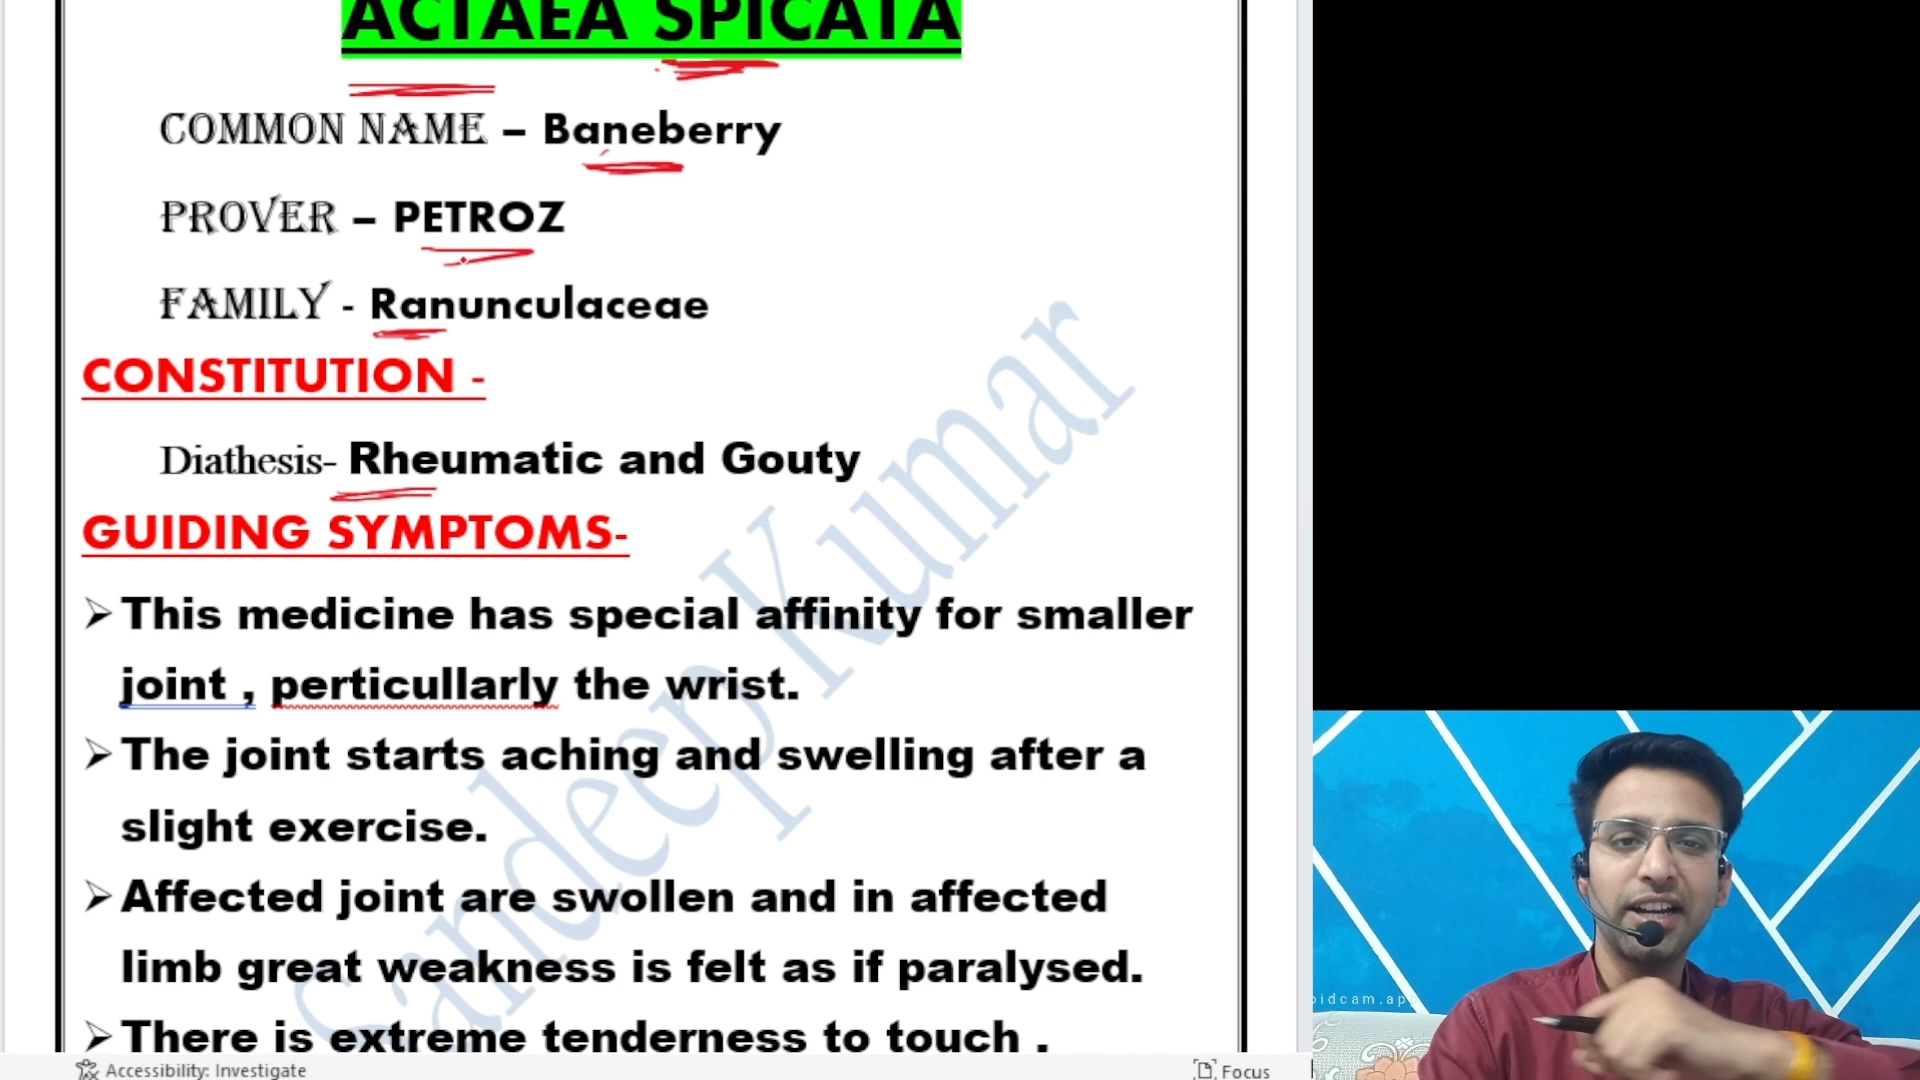 ACTAEA SPICATA
COMMON NAME – Baneberry
PROVER – PETROZ
FAMILY - Ranunculaceae
CONSTITUTION -
Diathesis- Rheumatic and Gouty
GUIDING SYMPTOMS-
➢ This medicine has special affinity for smaller
joint , perticullarly the wrist.
➢ The joint starts aching and swelling after a
slight exercise.
➢ Affected joint are swollen and in affected
limb great weakness is felt as if paralysed.
➢ There is extreme tenderness to touch .
Sandeep Kumar
Accessibility: Investigate
Focus